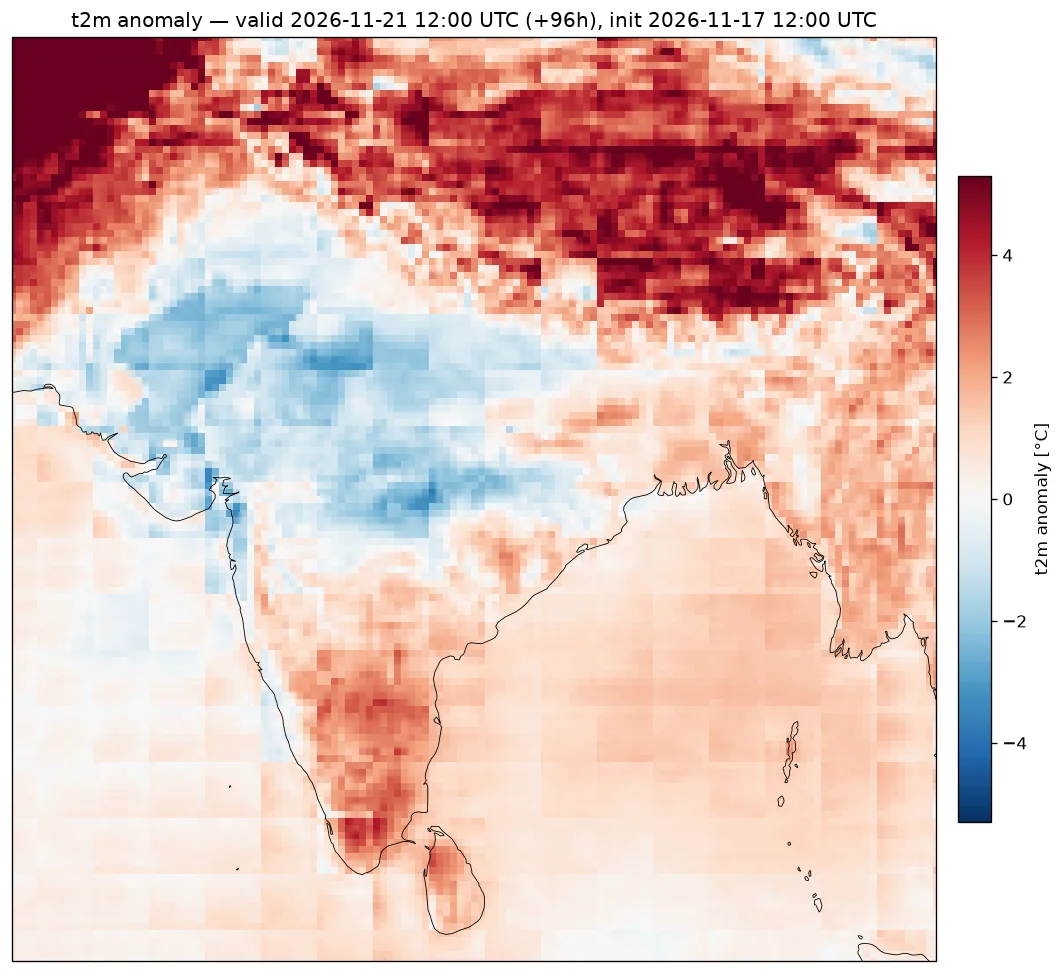 t2m anomaly — valid 2026-11-21 12:00 UTC (+96h), init 2026-11-17 12:00 UTC
4
2
0
−2
−4
t2m anomaly [°C]